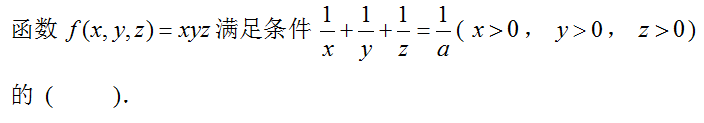 函数 f(x, y, z) = xyz 满足条件 1/x + 1/y + 1/z = 1/a ( x > 0 ， y > 0 ， z > 0 )
的 (　　).